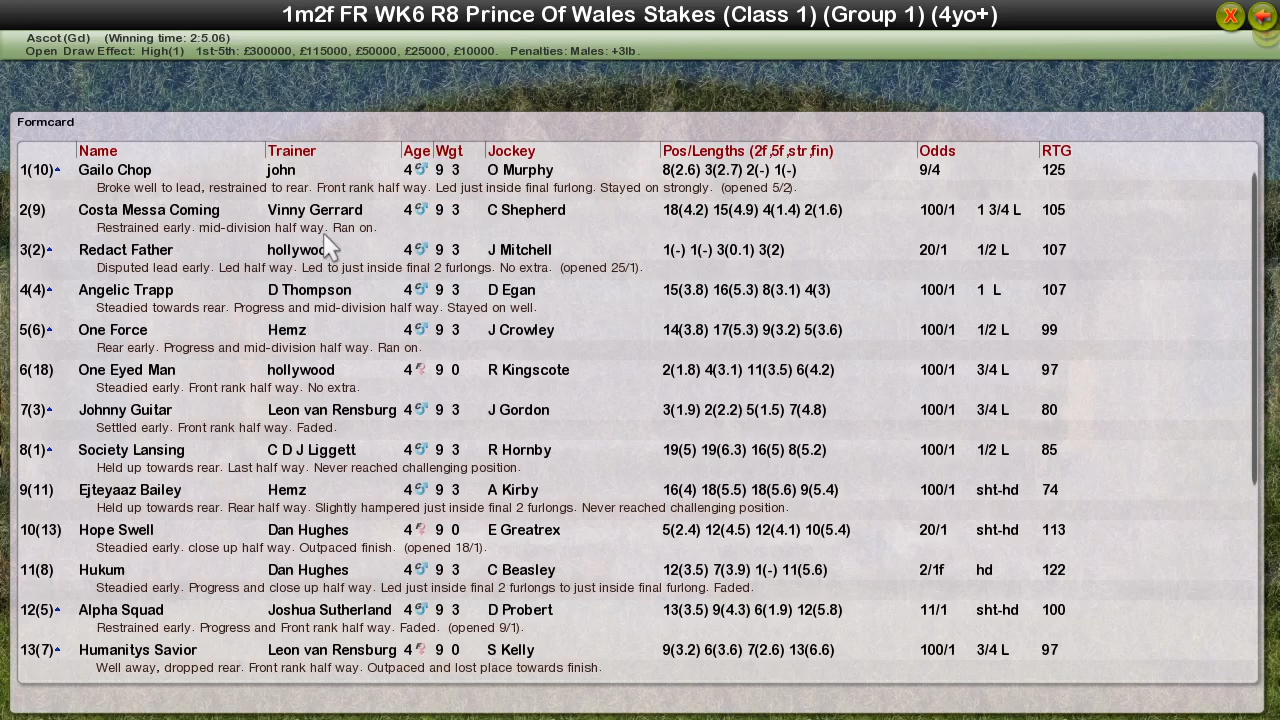 1m2f FR WK6 R8 Prince Of Wales Stakes (Class 1) (Group 1) (4yo+)
Ascot(Gd) (Winning time: 2:5.06)
Open Draw Effect: High(1) 1st-5th: £300000, £115000, £50000, £25000, £10000. Penalties: Males: +3lb.
Formcard
Name Trainer Age Wgt Jockey Pos/Lengths (2f,5f,str,fin) Odds RTG
1(10) Gailo Chop john 4 9 3 O Murphy 8(2.6) 3(2.7) 2(-) 1(-) 9/4 125
Broke well to lead, restrained to rear. Front rank half way. Led just inside final furlong. Stayed on strongly. (opened 5/2).
2(9) Costa Messa Coming Vinny Gerrard 4 9 3 C Shepherd 18(4.2) 15(4.9) 4(1.4) 2(1.6) 100/1 1 3/4 L 105
Restrained early. mid-division half way. Ran on.
3(2) Redact Father hollywood 4 9 3 J Mitchell 1(-) 1(-) 3(0.1) 3(2) 20/1 1/2 L 107
Disputed lead early. Led half way. Led to just inside final 2 furlongs. No extra. (opened 25/1).
4(4) Angelic Trapp D Thompson 4 9 3 D Egan 15(3.8) 16(5.3) 8(3.1) 4(3) 100/1 1 L 107
Steadied towards rear. Progress and mid-division half way. Stayed on well.
5(6) One Force Hemz 4 9 3 J Crowley 14(3.8) 17(5.3) 9(3.2) 5(3.6) 100/1 1/2 L 99
Rear early. Progress and mid-division half way. Ran on.
6(18) One Eyed Man hollywood 4 9 0 R Kingscote 2(1.8) 4(3.1) 11(3.5) 6(4.2) 100/1 3/4 L 97
Steadied early. Front rank half way. No extra.
7(3) Johnny Guitar Leon van Rensburg 4 9 3 J Gordon 3(1.9) 2(2.2) 5(1.5) 7(4.8) 100/1 3/4 L 80
Settled early. Front rank half way. Faded.
8(1) Society Lansing C D J Liggett 4 9 3 R Hornby 19(5) 19(6.3) 16(5) 8(5.2) 100/1 1/2 L 85
Held up towards rear. Last half way. Never reached challenging position.
9(11) Ejteyaaz Bailey Hemz 4 9 3 A Kirby 16(4) 18(5.5) 18(5.6) 9(5.4) 100/1 sht-hd 74
Held up towards rear. Rear half way. Slightly hampered just inside final 2 furlongs. Never reached challenging position.
10(13) Hope Swell Dan Hughes 4 9 0 E Greatrex 5(2.4) 12(4.5) 12(4.1) 10(5.4) 20/1 sht-hd 113
Steadied early. close up half way. Outpaced finish. (opened 18/1).
11(8) Hukum Dan Hughes 4 9 3 C Beasley 12(3.5) 7(3.9) 1(-) 11(5.6) 2/1f hd 122
Steadied early. Progress and close up half way. Led just inside final 2 furlongs to just inside final furlong. Faded.
12(5) Alpha Squad Joshua Sutherland 4 9 3 D Probert 13(3.5) 9(4.3) 6(1.9) 12(5.8) 11/1 sht-hd 100
Restrained early. Progress and Front rank half way. Faded. (opened 9/1).
13(7) Humanitys Savior Leon van Rensburg 4 9 0 S Kelly 9(3.2) 6(3.6) 7(2.6) 13(6.6) 100/1 3/4 L 97
Well away, dropped rear. Front rank half way. Outpaced and lost place towards finish.